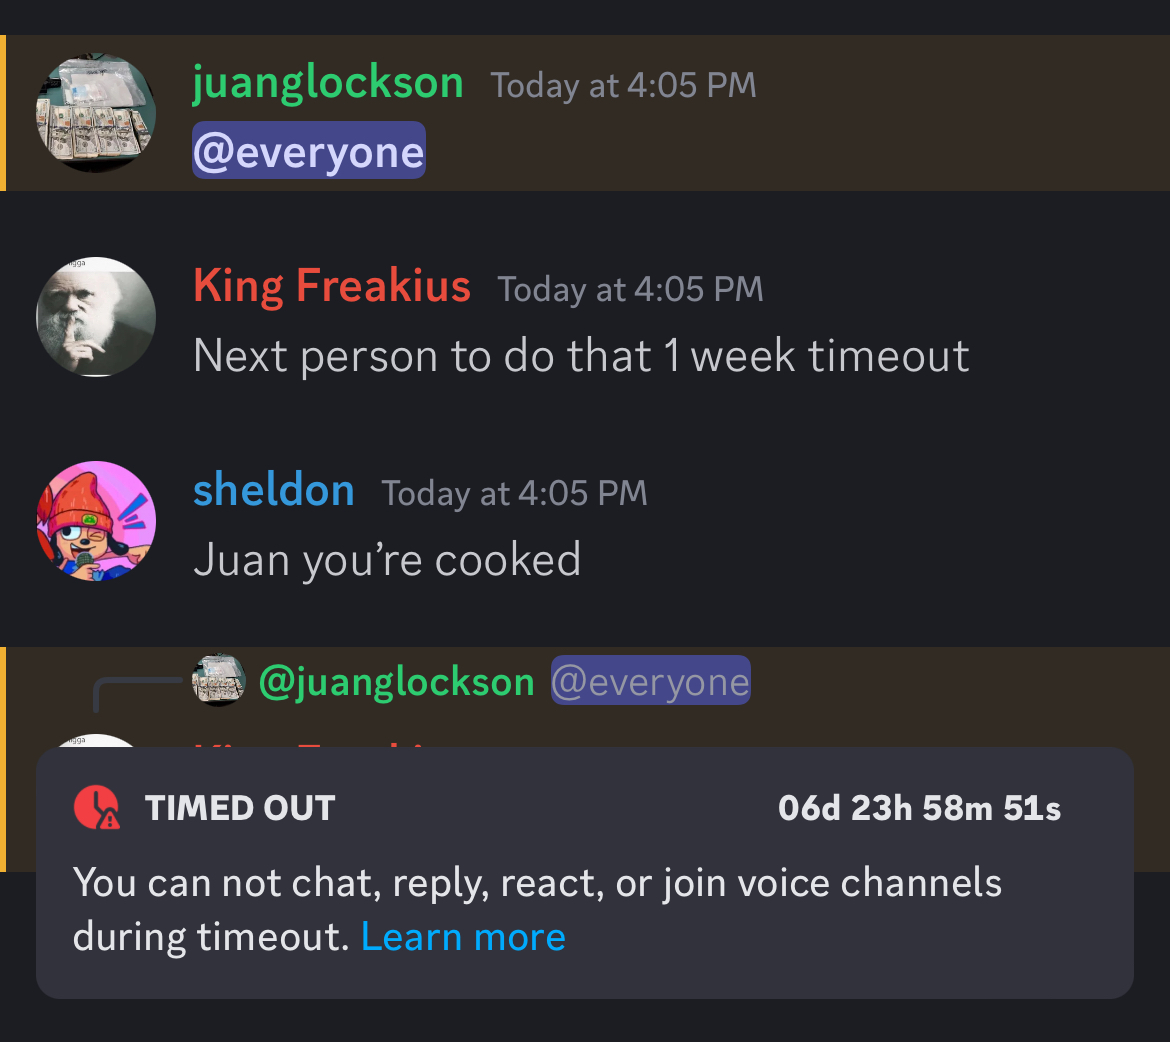 juanglockson Today at 4:05 PM
@everyone
King Freakius Today at 4:05 PM
Next person to do that 1 week timeout
sheldon Today at 4:05 PM
Juan you’re cooked
@juanglockson @everyone
TIMED OUT 06d 23h 58m 51s
You can not chat, reply, react, or join voice channels
during timeout. Learn more